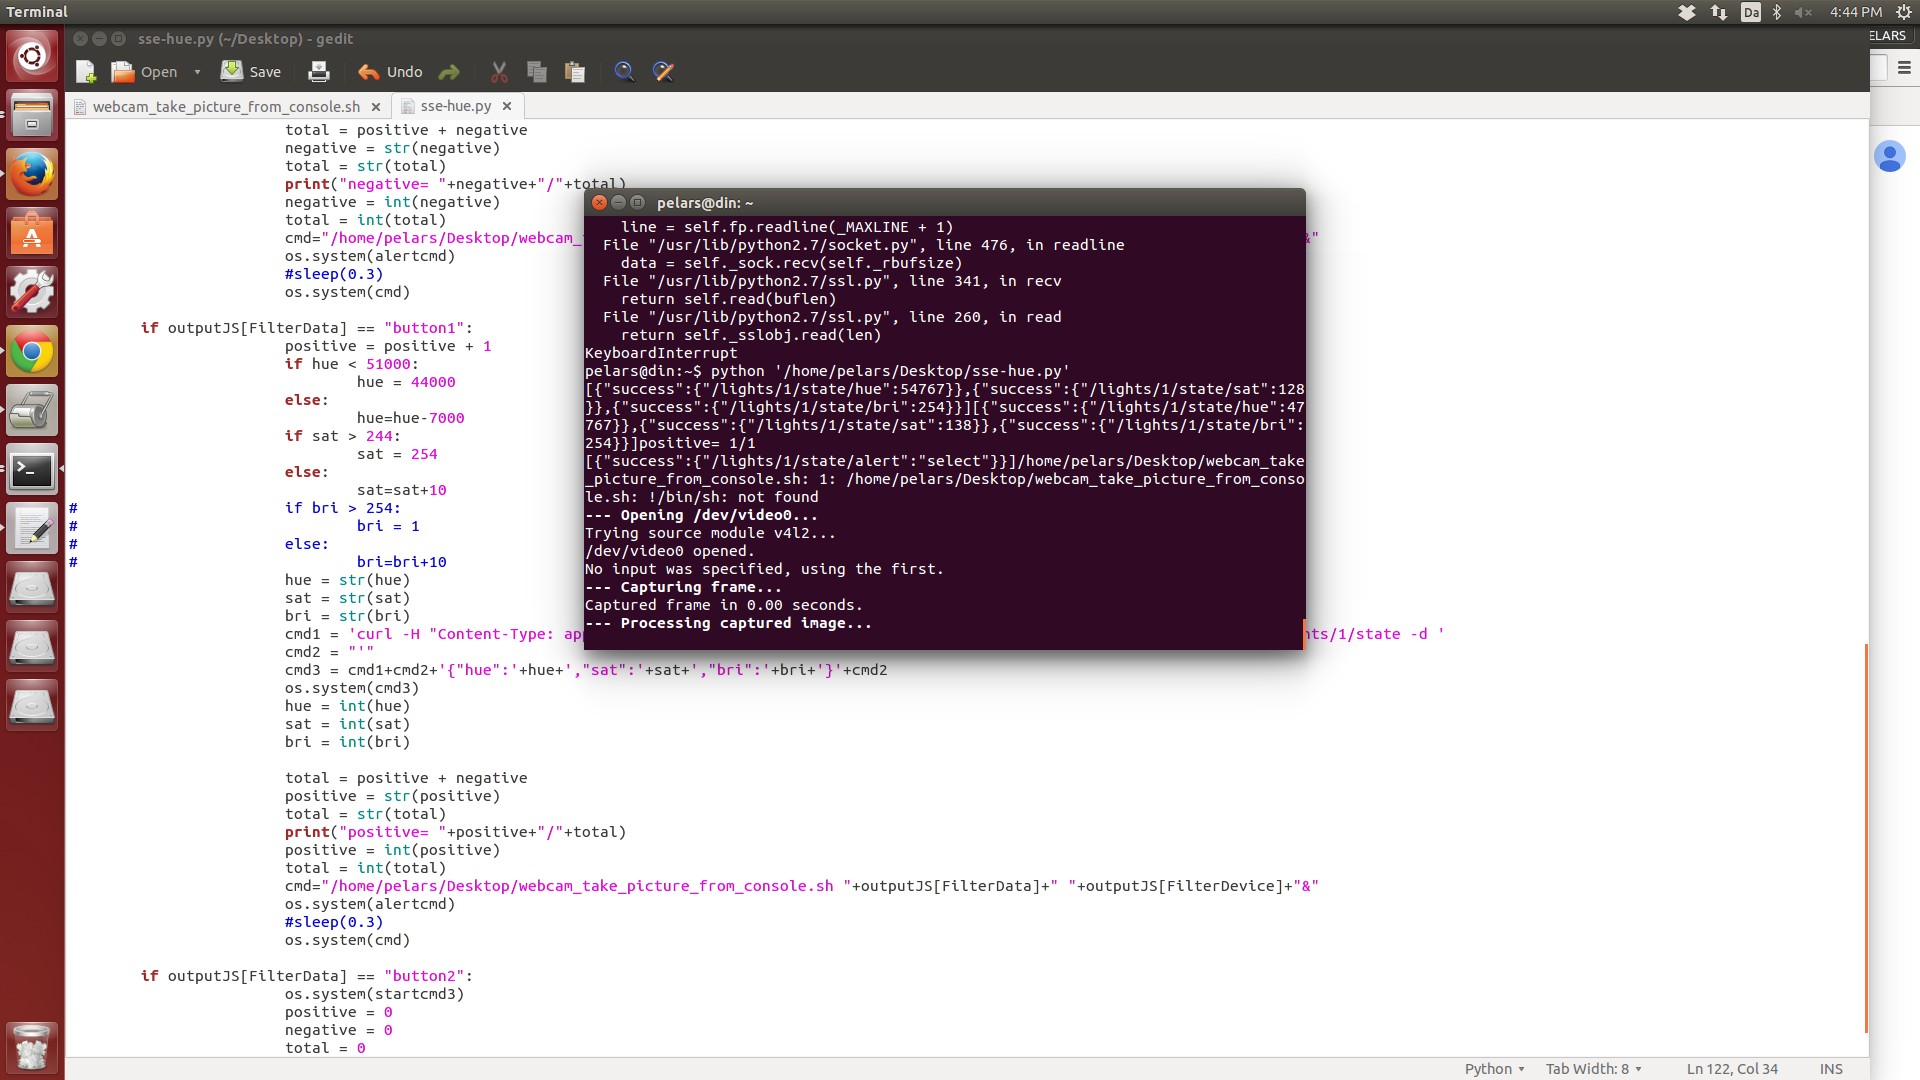 Terminal
Da
4:44 PM
sse-hue.py (~/Desktop) - gedit
ELARS
Open
Save
Undo
webcam_take_picture_from_console.sh
sse-hue.py
total = positive + negative
negative = str(negative)
total = str(total)
print("negative= "+negative+"/"+total)
negative = int(negative)
total = int(total)
cmd="/home/pelars/Desktop/webcam_
&"
os.system(alertcmd)
#sleep(0.3)
os.system(cmd)
if outputJS[FilterData] == "button1":
positive = positive + 1
if hue < 51000:
hue = 44000
else:
hue=hue-7000
if sat > 244:
sat = 254
else:
sat=sat+10
# if bri > 254:
# bri = 1
# else:
# bri=bri+10
hue = str(hue)
sat = str(sat)
bri = str(bri)
cmd1 = 'curl -H "Content-Type: ap
nts/1/state -d '
cmd2 = "'"
cmd3 = cmd1+cmd2+'{"hue":'+hue+',"sat":'+sat+',"bri":'+bri+'}'+cmd2
os.system(cmd3)
hue = int(hue)
sat = int(sat)
bri = int(bri)
total = positive + negative
positive = str(positive)
total = str(total)
print("positive= "+positive+"/"+total)
positive = int(positive)
total = int(total)
cmd="/home/pelars/Desktop/webcam_take_picture_from_console.sh "+outputJS[FilterData]+" "+outputJS[FilterDevice]+"&"
os.system(alertcmd)
#sleep(0.3)
os.system(cmd)
if outputJS[FilterData] == "button2":
os.system(startcmd3)
positive = 0
negative = 0
total = 0
pelars@din: ~
line = self.fp.readline(_MAXLINE + 1)
File "/usr/lib/python2.7/socket.py", line 476, in readline
data = self._sock.recv(self._rbufsize)
File "/usr/lib/python2.7/ssl.py", line 341, in recv
return self.read(buflen)
File "/usr/lib/python2.7/ssl.py", line 260, in read
return self._sslobj.read(len)
KeyboardInterrupt
pelars@din:~$ python '/home/pelars/Desktop/sse-hue.py'
[{"success":{"/lights/1/state/hue":54767}},{"success":{"/lights/1/state/sat":128
}},{"success":{"/lights/1/state/bri":254}}][{"success":{"/lights/1/state/hue":47
767}},{"success":{"/lights/1/state/sat":138}},{"success":{"/lights/1/state/bri":
254}}]positive= 1/1
[{"success":{"/lights/1/state/alert":"select"}}]/home/pelars/Desktop/webcam_take
_picture_from_console.sh: 1: /home/pelars/Desktop/webcam_take_picture_from_conso
le.sh: !/bin/sh: not found
--- Opening /dev/video0...
Trying source module v4l2...
/dev/video0 opened.
No input was specified, using the first.
--- Capturing frame...
Captured frame in 0.00 seconds.
--- Processing captured image...
Python
Tab Width: 8
Ln 122, Col 34
INS